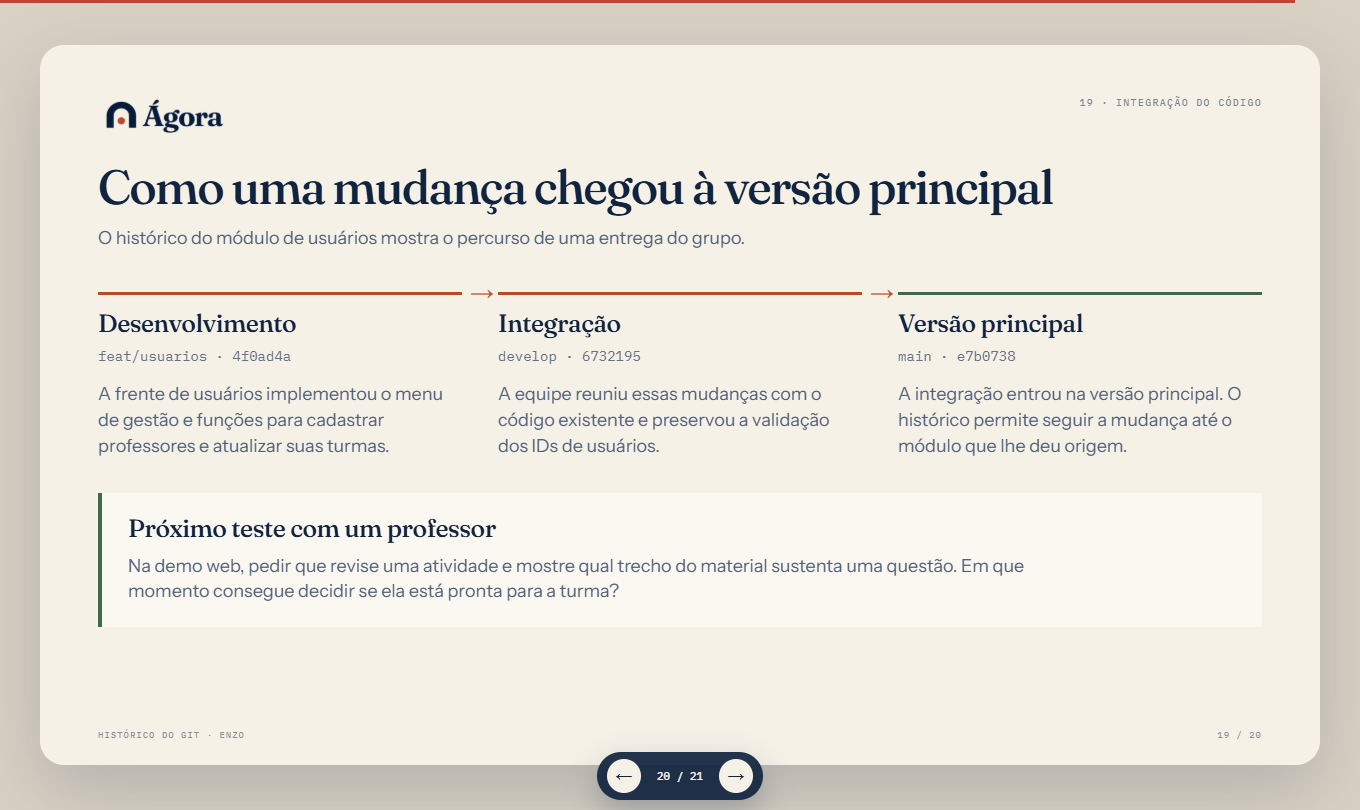 Ágora
19 · INTEGRAÇÃO DO CÓDIGO
Como uma mudança chegou à versão principal
O histórico do módulo de usuários mostra o percurso de uma entrega do grupo.
→
→
Desenvolvimento
feat/usuarios · 4f0ad4a
A frente de usuários implementou o menu
de gestão e funções para cadastrar
professores e atualizar suas turmas.
Integração
develop · 6732195
A equipe reuniu essas mudanças com o
código existente e preservou a validação
dos IDs de usuários.
Versão principal
main · e7b0738
A integração entrou na versão principal. O
histórico permite seguir a mudança até o
módulo que lhe deu origem.
Próximo teste com um professor
Na demo web, pedir que revise uma atividade e mostre qual trecho do material sustenta uma questão. Em que
momento consegue decidir se ela está pronta para a turma?
HISTÓRICO DO GIT · ENZO
19 / 20
← 20 / 21 →